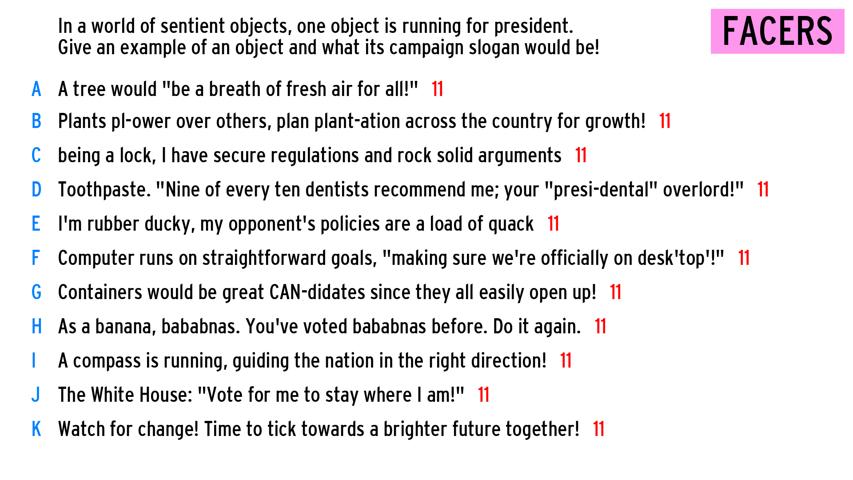 In a world of sentient objects, one object is running for president.
Give an example of an object and what its campaign slogan would be!
FACERS
A A tree would "be a breath of fresh air for all!" 11
B Plants pl-ower over others, plan plant-ation across the country for growth! 11
C being a lock, I have secure regulations and rock solid arguments 11
D Toothpaste. "Nine of every ten dentists recommend me; your "presi-dental" overlord!" 11
E I'm rubber ducky, my opponent's policies are a load of quack 11
F Computer runs on straightforward goals, "making sure we're officially on desk'top'!" 11
G Containers would be great CAN-didates since they all easily open up! 11
H As a banana, bababnas. You've voted bababnas before. Do it again. 11
I A compass is running, guiding the nation in the right direction! 11
J The White House: "Vote for me to stay where I am!" 11
K Watch for change! Time to tick towards a brighter future together! 11